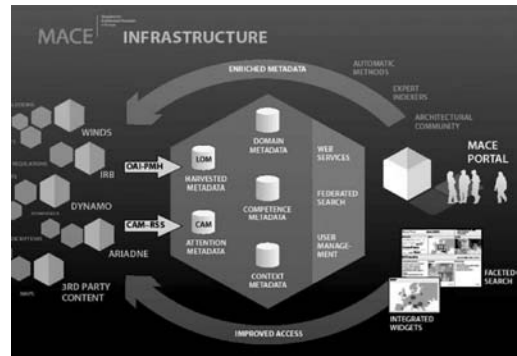 MACE
INFRASTRUCTURE
ENRICHED METADATA
AUTOMATIC
METHODS
EXPERT
INDEXERS
ARCHITECTURAL
COMMUNITY
WINDS
IRB
DYNAMO
ARIADNE
3RD PARTY
CONTENT
MAPS
OAI-PMH
CAM-RSS
DOMAIN
METADATA
LOM
HARVESTED
METADATA
COMPETENCE
METADATA
CAM
ATTENTION
METADATA
CONTEXT
METADATA
WEB
SERVICES
FEDERATED
SEARCH
USER
MANAGE-
MENT
MACE
PORTAL
FACETED
SEARCH
INTEGRATED
WIDGETS
IMPROVED ACCESS